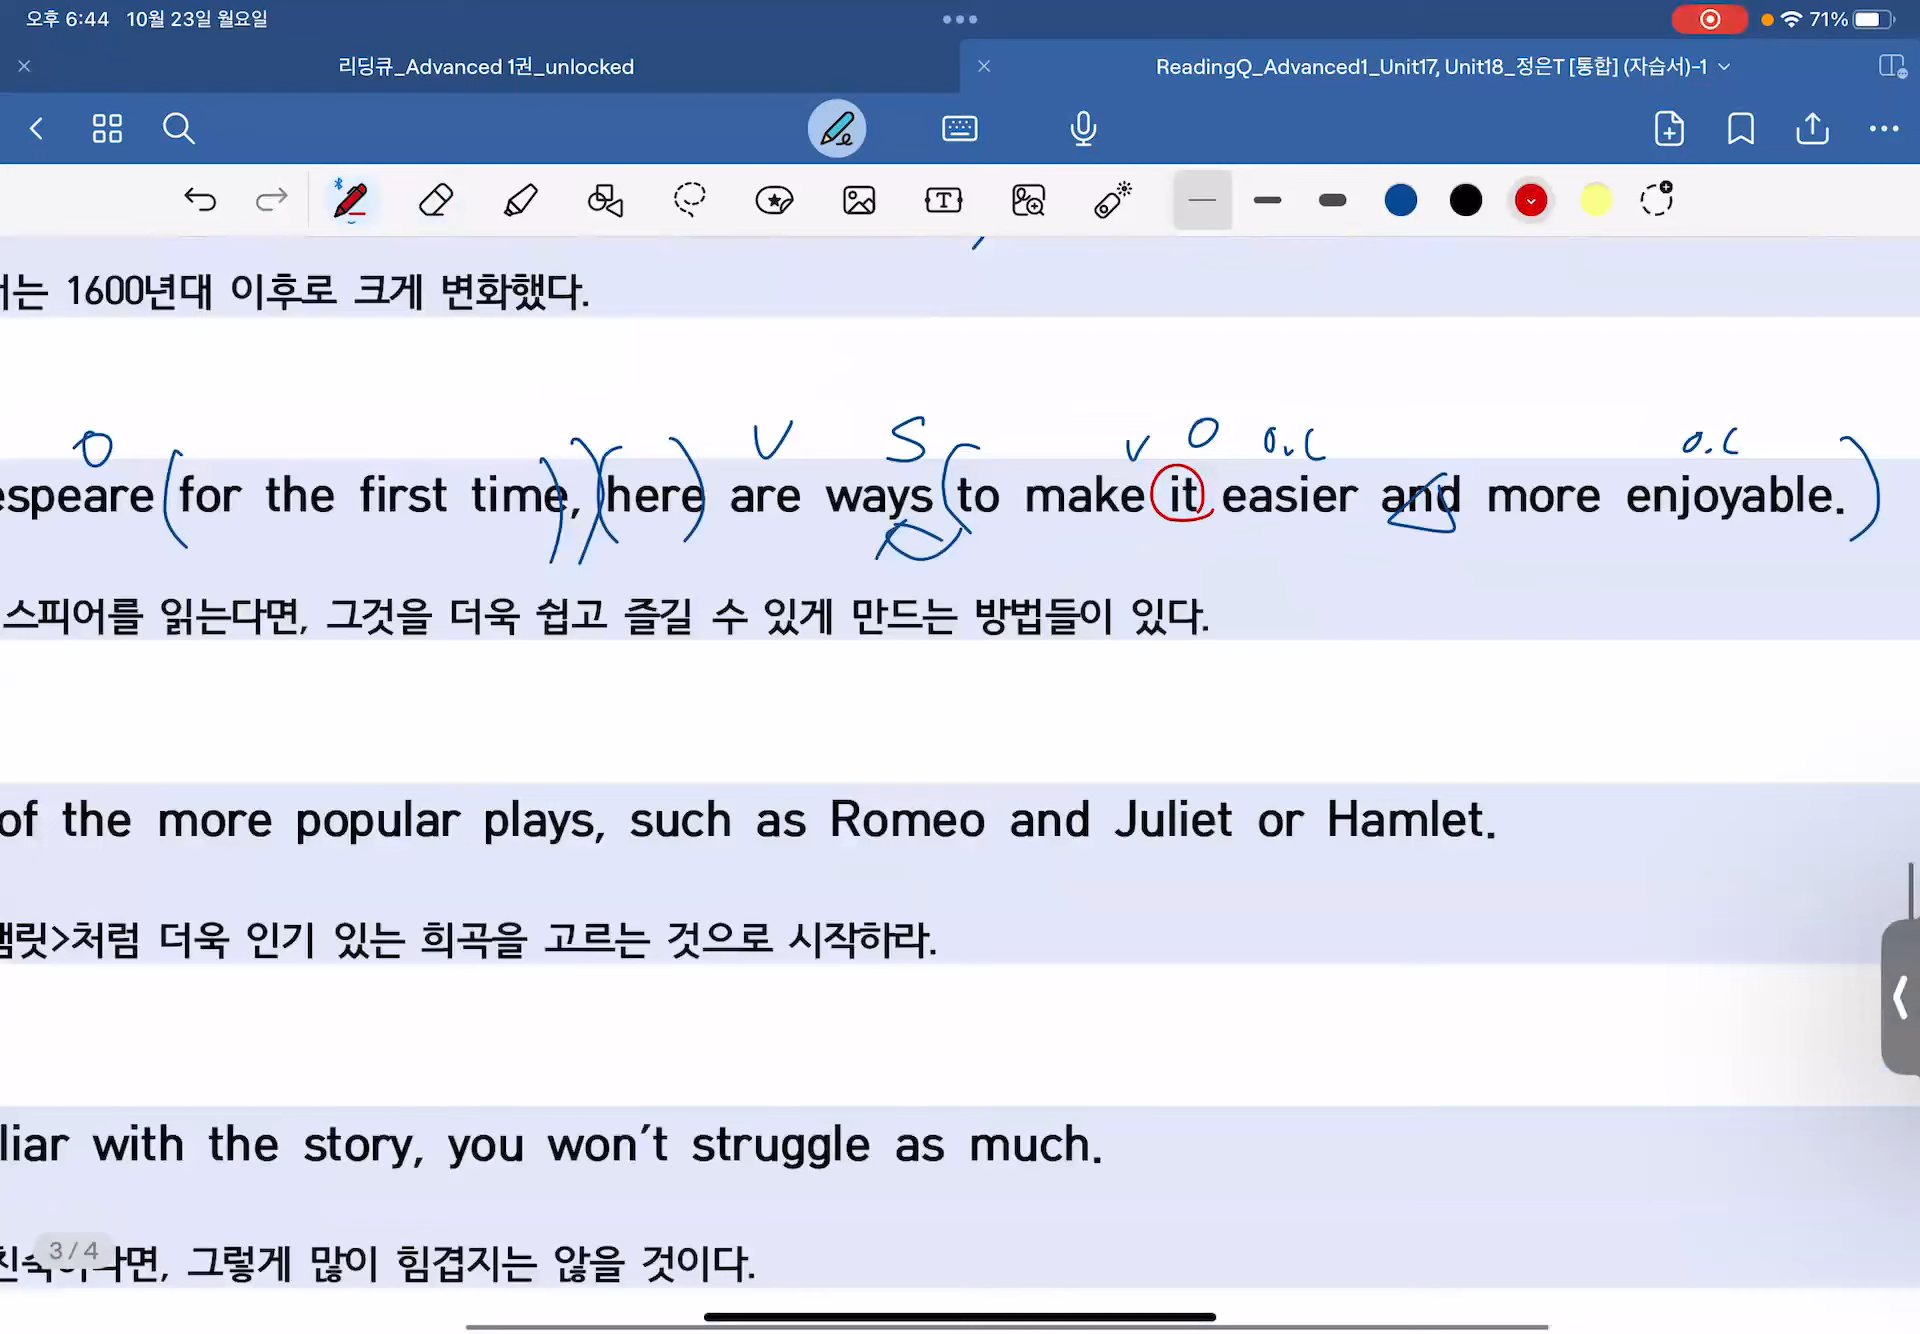 오후 6:44 10월 23일 월요일
71%
리딩큐_Advanced 1권_unlocked
ReadingQ_Advanced1_Unit17, Unit18_정은T [통합] (자습서)-1
너는 1600년대 이후로 크게 변화했다.
O V S V O O.C O.C
espeare (for the first time,) (here) are ways (to make it easier and more enjoyable.)
스피어를 읽는다면, 그것을 더욱 쉽고 즐길 수 있게 만드는 방법들이 있다.
of the more popular plays, such as Romeo and Juliet or Hamlet.
햄릿>처럼 더욱 인기 있는 희곡을 고르는 것으로 시작하라.
liar with the story, you won't struggle as much.
3 / 4
다면, 그렇게 많이 힘겹지는 않을 것이다.